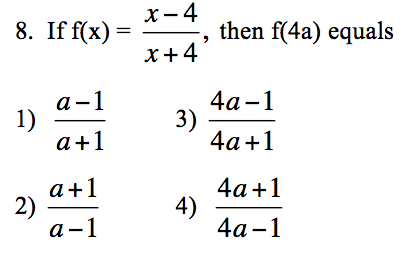 8. If f(x) = x − 4 / x + 4, then f(4a) equals
1) a − 1 / a + 1
3) 4a − 1 / 4a + 1
2) a + 1 / a − 1
4) 4a + 1 / 4a − 1